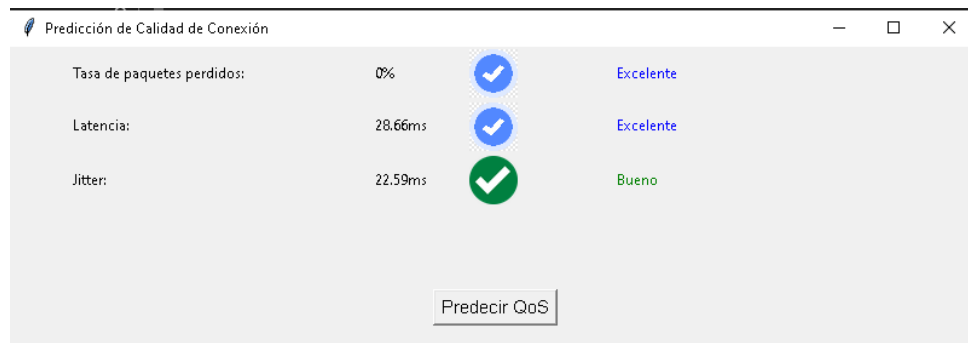 Predicción de Calidad de Conexión
Tasa de paquetes perdidos: 0% Excelente
Latencia: 28.66ms Excelente
Jitter: 22.59ms Bueno
Predecir QoS